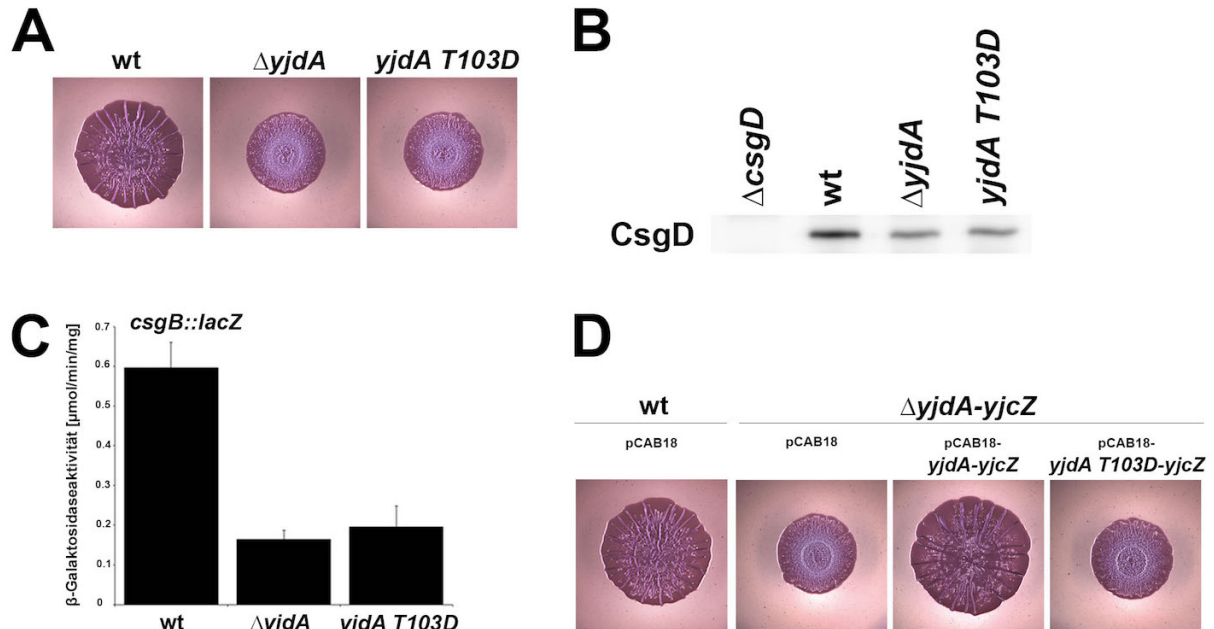 A
wt
ΔyjdA
yjdA T103D
B
ΔcsgD
wt
ΔyjdA
yjdA T103D
CsgD
C
csgB::lacZ
β-Galaktosidaseaktivität [μmol/min/mg]
0.7
0.6
0.5
0.4
0.3
0.2
0.1
0
wt
ΔyjdA
yjdA T103D
D
wt
ΔyjdA-yjcZ
pCAB18
pCAB18
pCAB18-
yjdA-yjcZ
pCAB18-
yjdA T103D-yjcZ